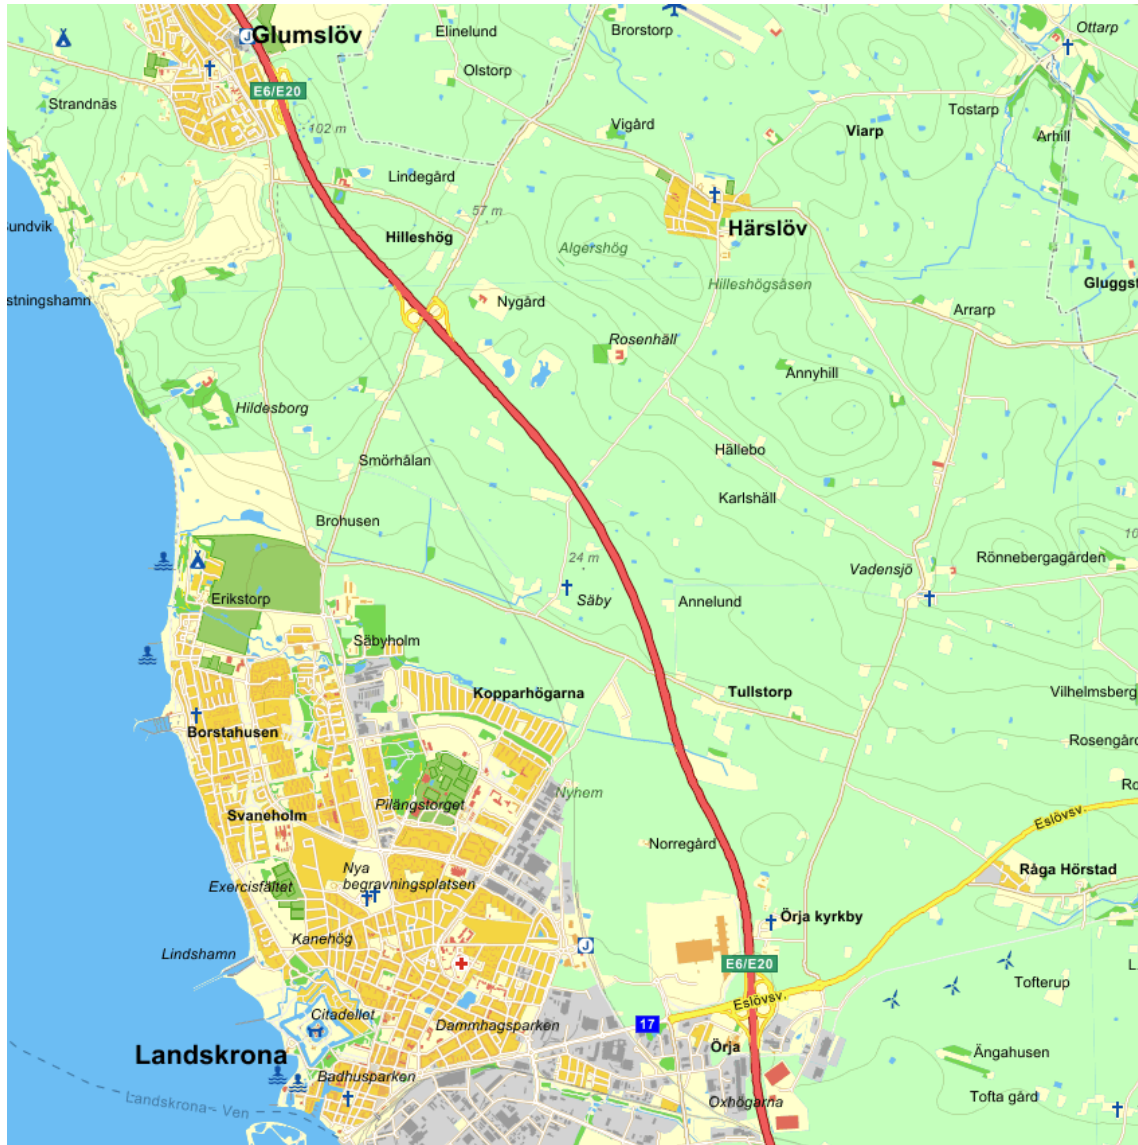 Glumslöv
J
E6/E20
Elinelund
Olstorp
Brorstorp
Ottarp
Strandnäs
102 m
Vigård
Viarp
Tostarp
Arhill
Lindegård
57 m
Hilleshög
Härslöv
Algershög
Hilleshögsåsen
Nygård
Arrarp
Rosenhäll
Annyhill
Hildesborg
Smörhålan
Hällebo
Karlshäll
Brohusen
24 m
Vadensjö
Rönnebergagården
Erikstorp
Säby
Annelund
Säbyholm
Kopparhögarna
Tullstorp
Vilhelmsberg
Borstahusen
Rosengård
Pilängstorget
Nyhem
Svaneholm
Eslövsv.
Norregård
Nya
begravningsplatsen
Råga Hörstad
Exercisfältet
Örja kyrkby
Kanehög
J
Lindshamn
E6/E20
Tofterup
Eslövsv.
Citadellet
Dammhagsparken
17
Landskrona
Örja
Ängahusen
Badhusparken
Landskrona - Ven
Oxhögarna
Tofta gård